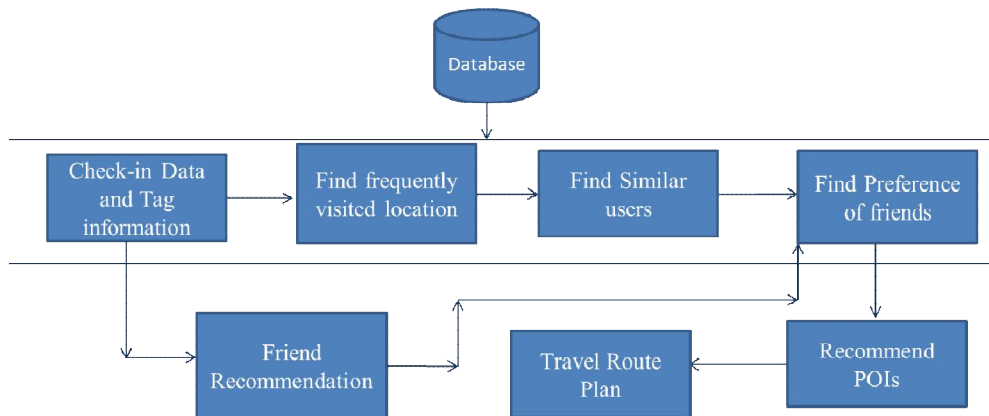 Database
Check-in Data
and Tag
information
Find frequently
visited location
Find Similar
users
Find Preference
of friends
Friend
Recommendation
Travel Route
Plan
Recommend
POIs